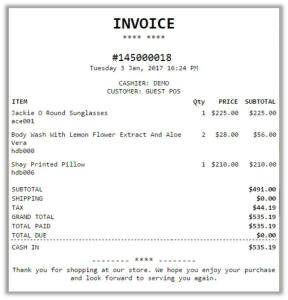 INVOICE
**** ****
#145000018
Tuesday 3 Jan, 2017 16:24 PM
CASHIER: DEMO
CUSTOMER: GUEST POS
ITEM Qty PRICE SUBTOTAL
Jackie O Round Sunglasses 1 $225.00 $225.00
ace001
Body Wash With Lemon Flower Extract And Aloe 2 $28.00 $56.00
Vera
hdb000
Shay Printed Pillow 1 $210.00 $210.00
hdb006
SUBTOTAL $491.00
SHIPPING $0.00
TAX $44.19
GRAND TOTAL $535.19
TOTAL PAID $535.19
TOTAL DUE $0.00
CASH IN $535.19
-------- **** --------
Thank you for shopping at our store. We hope you enjoy your purchase
and look forward to serving you again.